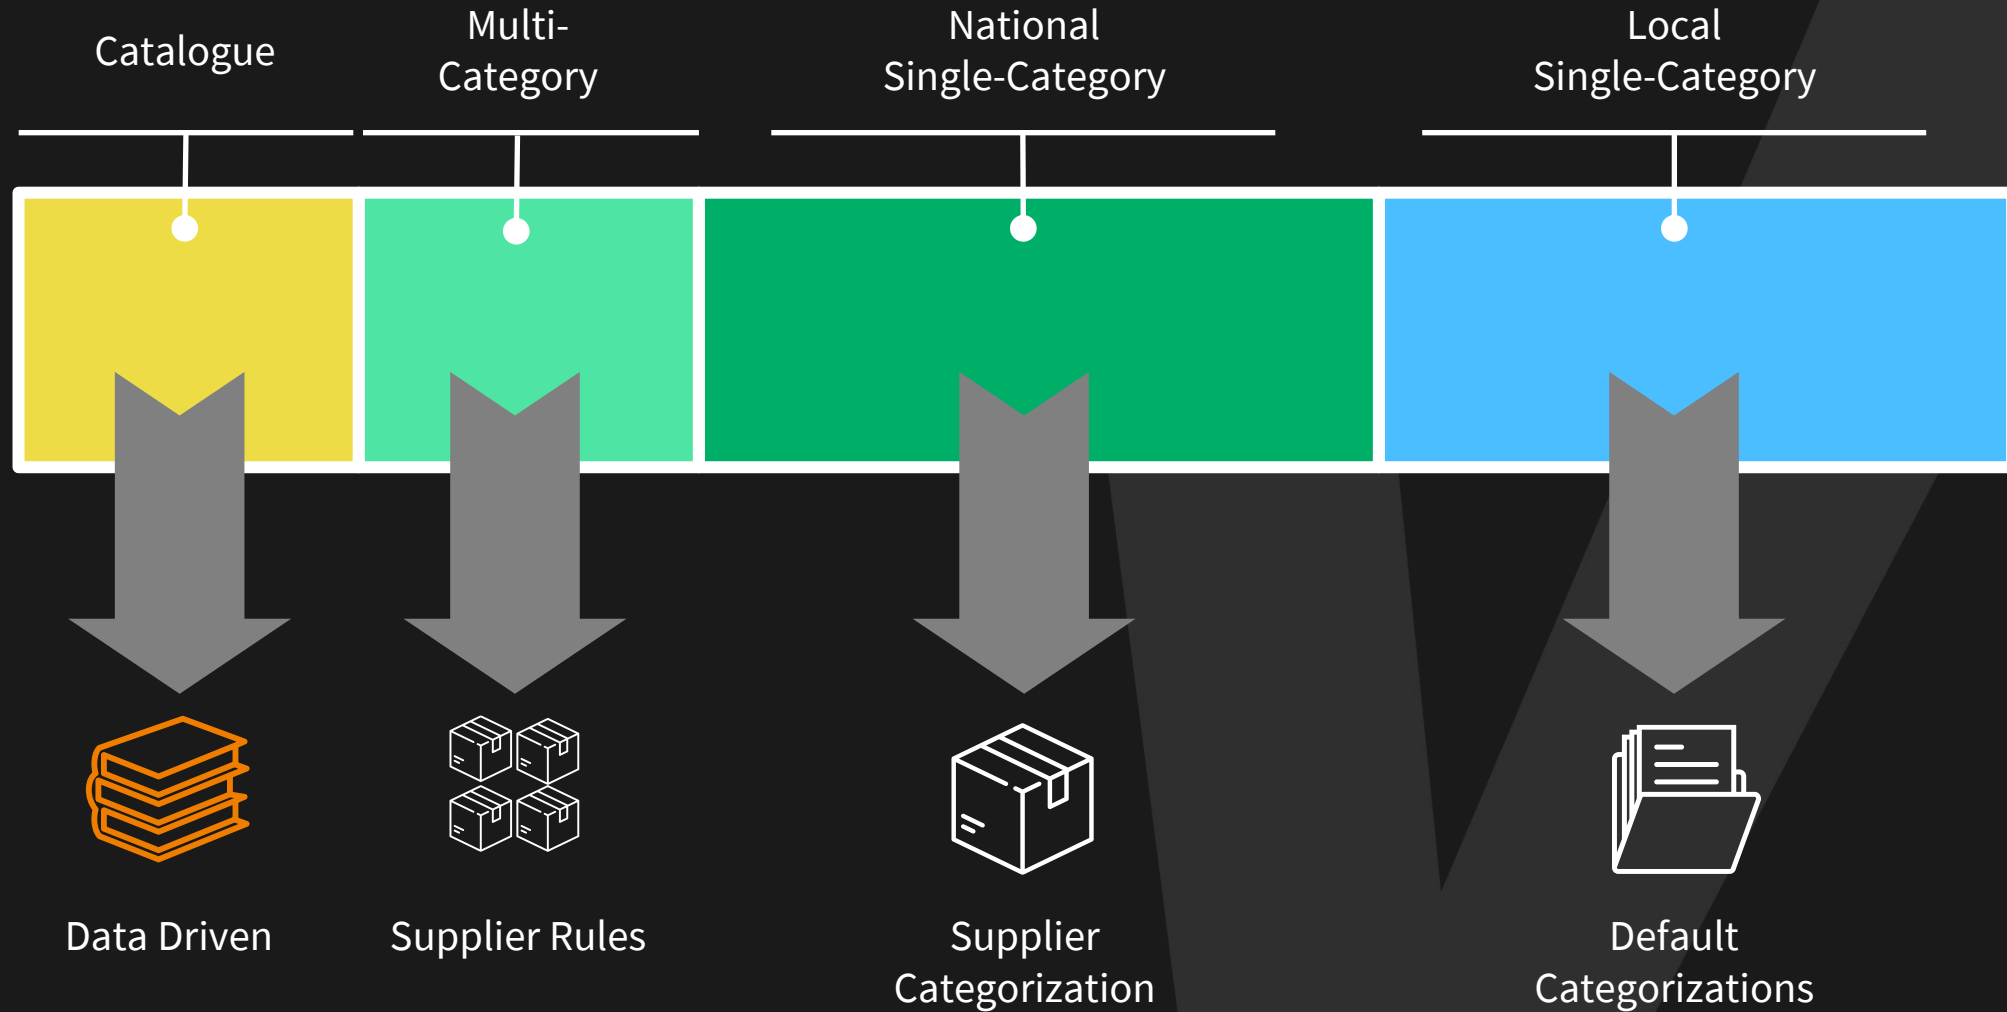 Catalogue
Multi-
Category
National
Single-Category
Local
Single-Category
Data Driven
Supplier Rules
Supplier
Categorization
Default
Categorizations